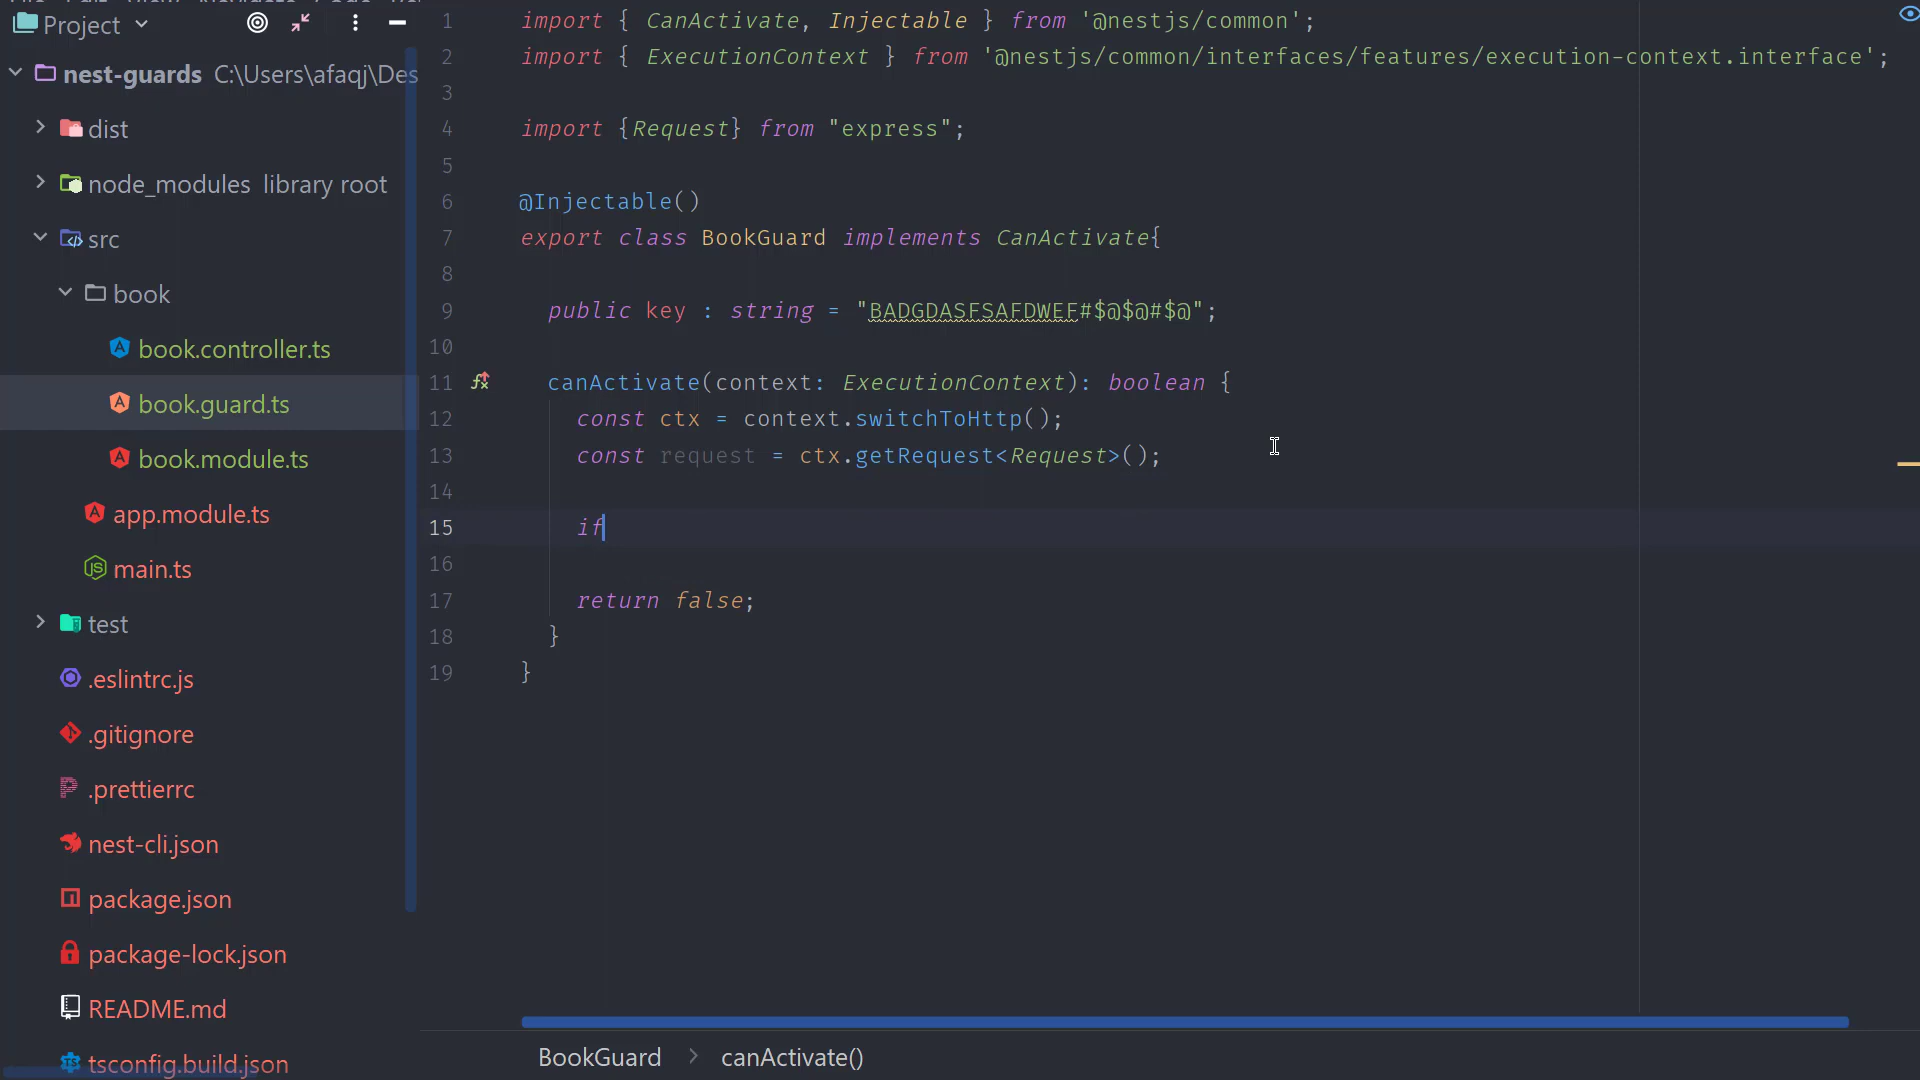 Project
nest-guards C:\Users\afaqj\Des
dist
node_modules library root
src
book
book.controller.ts
book.guard.ts
book.module.ts
app.module.ts
main.ts
test
.eslintrc.js
.gitignore
.prettierrc
nest-cli.json
package.json
package-lock.json
README.md
tsconfig.build.json
1 import { CanActivate, Injectable } from '@nestjs/common';
2 import { ExecutionContext } from '@nestjs/common/interfaces/features/execution-context.interface';
3
4 import {Request} from "express";
5
6 @Injectable()
7 export class BookGuard implements CanActivate{
8
9 public key : string = "BADGDASFSAFDWEF#$@$@#$@";
10
11 canActivate(context: ExecutionContext): boolean {
12 const ctx = context.switchToHttp();
13 const request = ctx.getRequest<Request>();
14
15 if
16
17 return false;
18 }
19 }
BookGuard > canActivate()